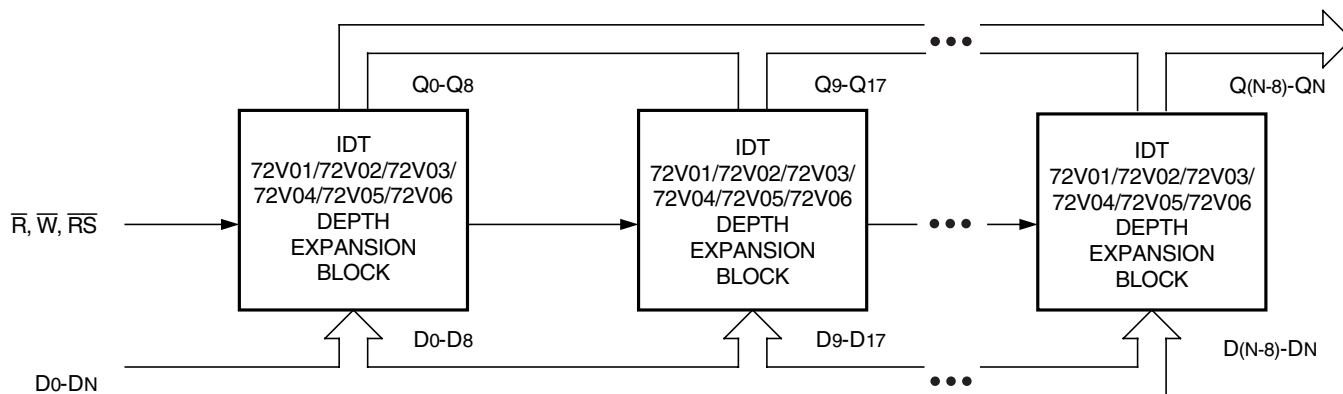 Q0-Q8
Q9-Q17
Q(N-8)-QN
IDT
72V01/72V02/72V03/
72V04/72V05/72V06
DEPTH
EXPANSION
BLOCK
IDT
72V01/72V02/72V03/
72V04/72V05/72V06
DEPTH
EXPANSION
BLOCK
IDT
72V01/72V02/72V03/
72V04/72V05/72V06
DEPTH
EXPANSION
BLOCK
R̅, W̅, R̅S̅
D0-D8
D9-D17
D(N-8)-DN
D0-DN